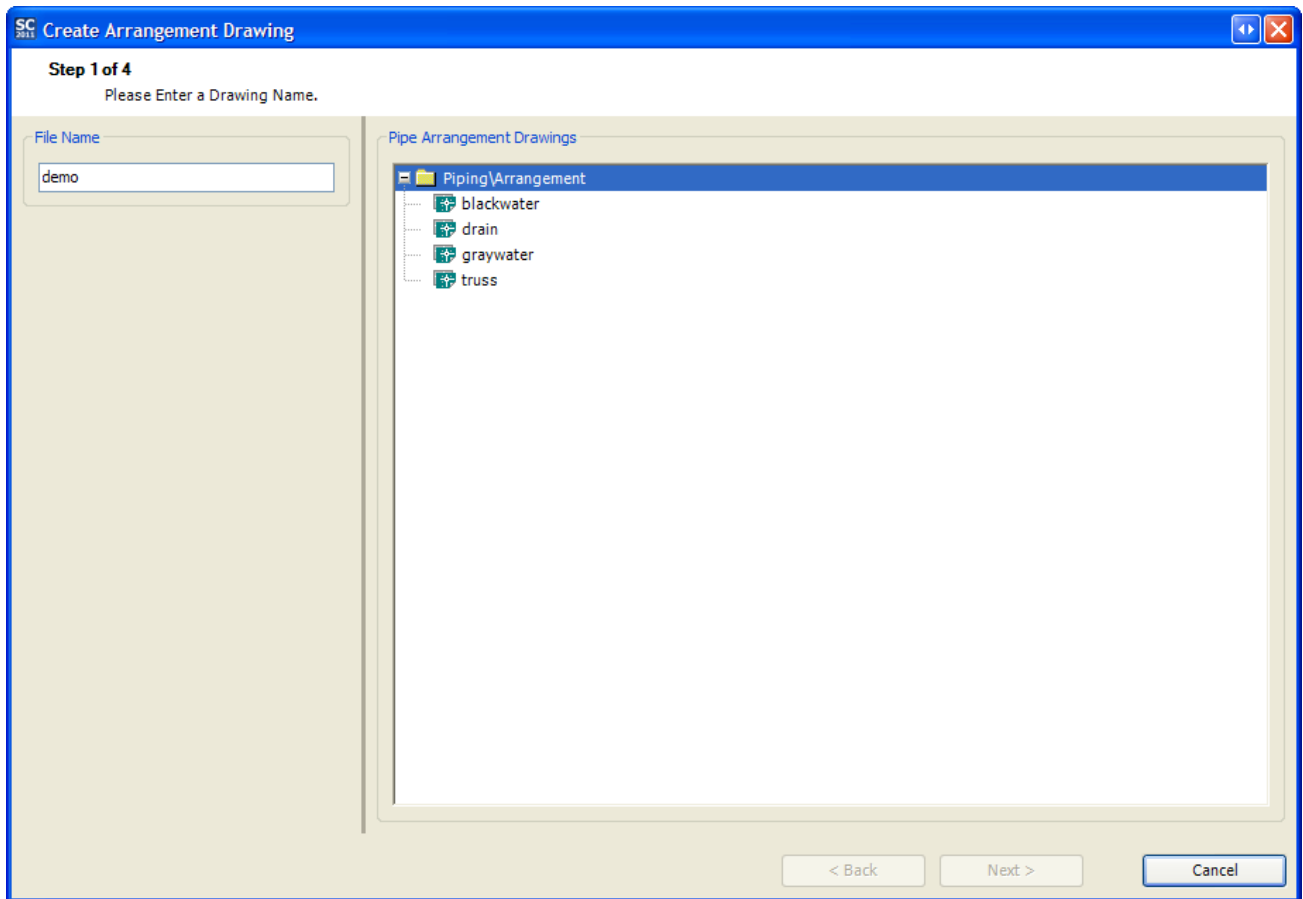 SC 2011 Create Arrangement Drawing
Step 1 of 4
Please Enter a Drawing Name.
File Name
demo
Pipe Arrangement Drawings
Piping\Arrangement
blackwater
drain
graywater
truss
< Back Next > Cancel